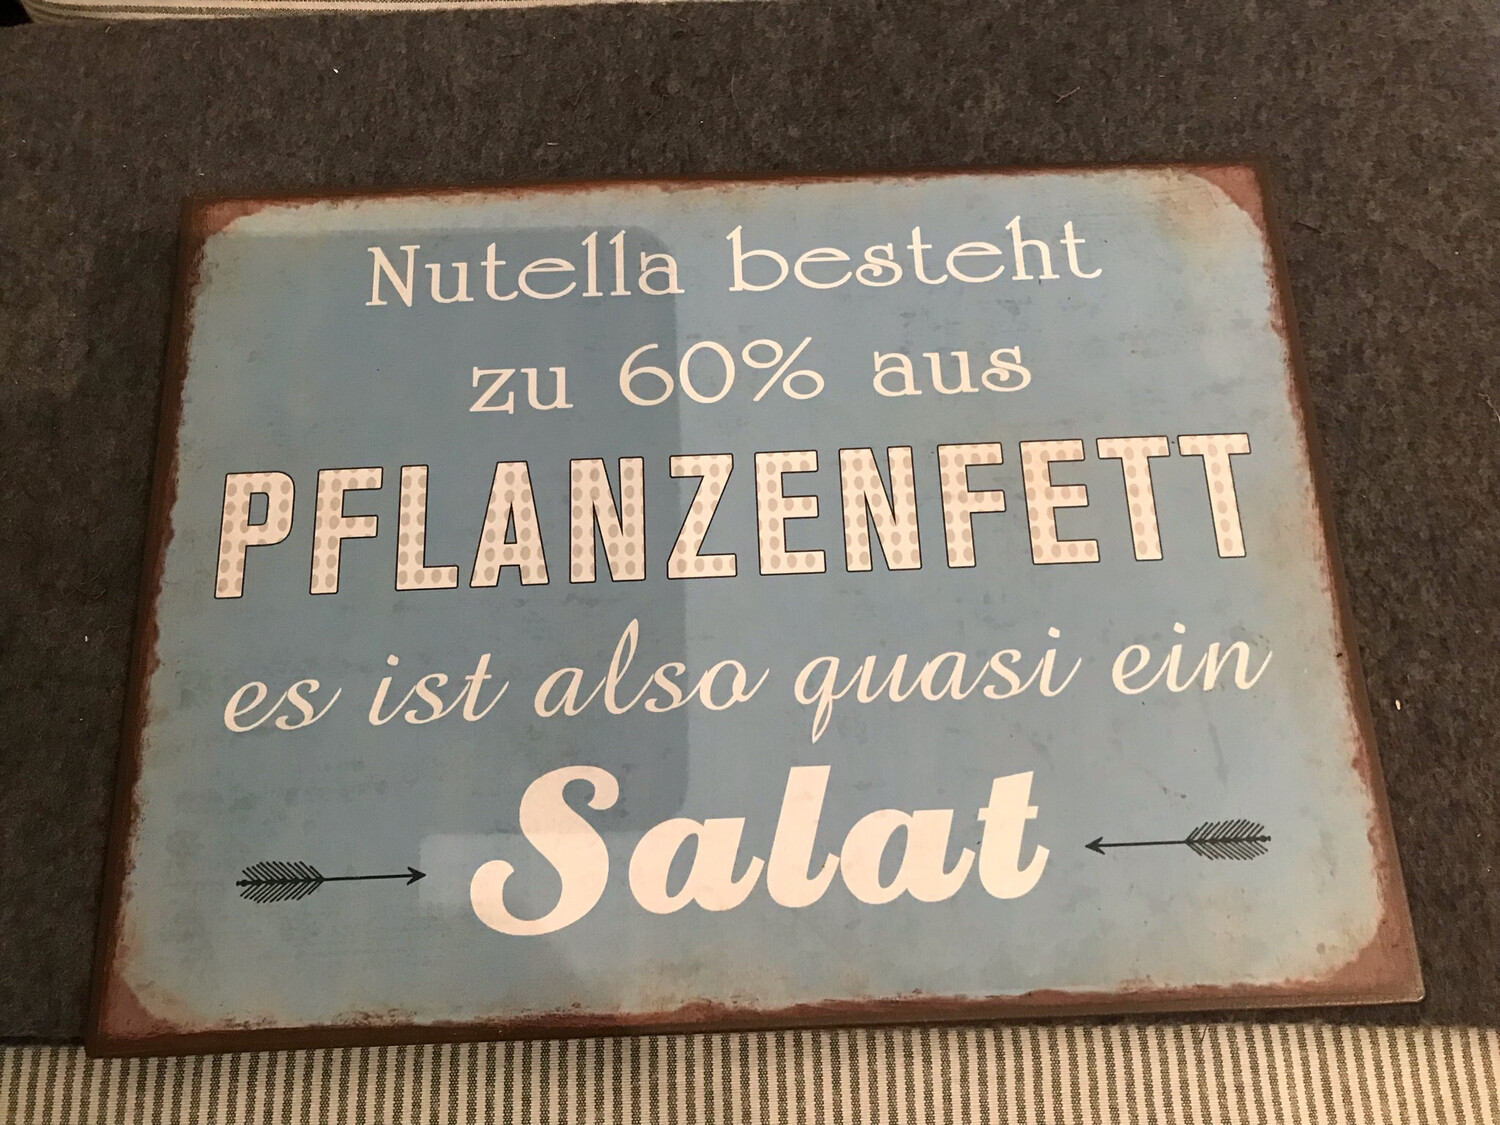 Nutella besteht
zu 60% aus
PFLANZENFETT
es ist also quasi ein
Salat